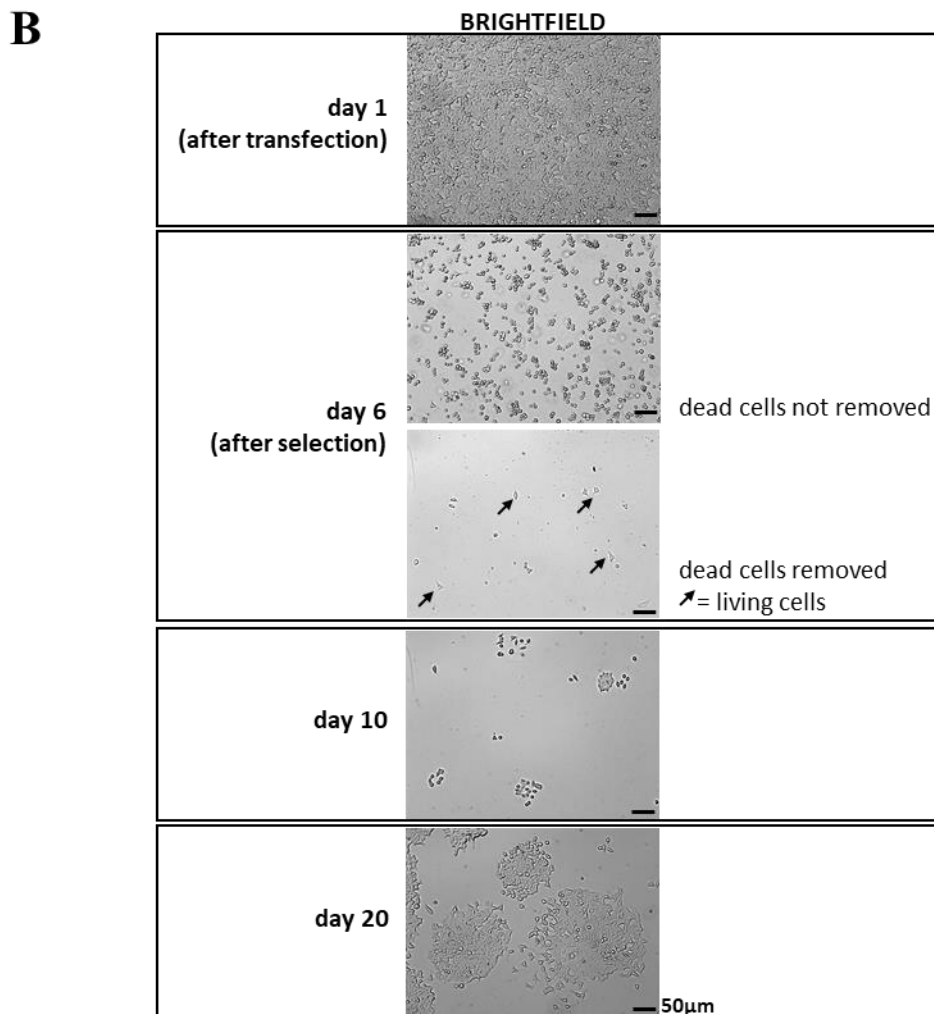 B
BRIGHTFIELD
day 1
(after transfection)
day 6
(after selection)
dead cells not removed
dead cells removed
= living cells
day 10
day 20
50µm